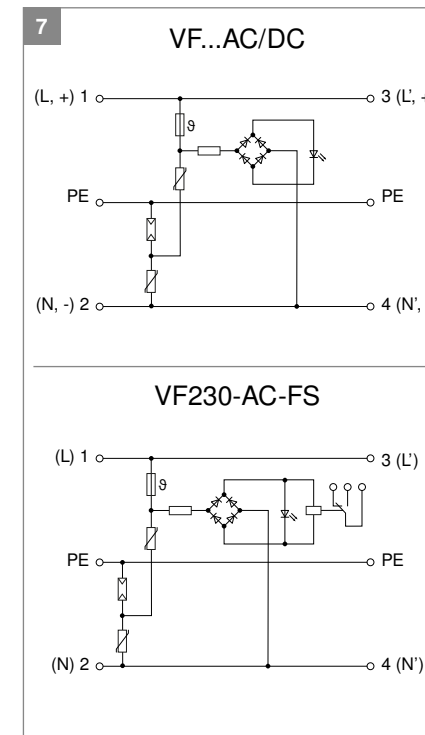 7
VF...AC/DC
(L, +) 1 3 (L', +
ϑ
PE PE
(N, -) 2 4 (N',
VF230-AC-FS
(L) 1 3 (L')
ϑ
PE PE
(N) 2 4 (N')